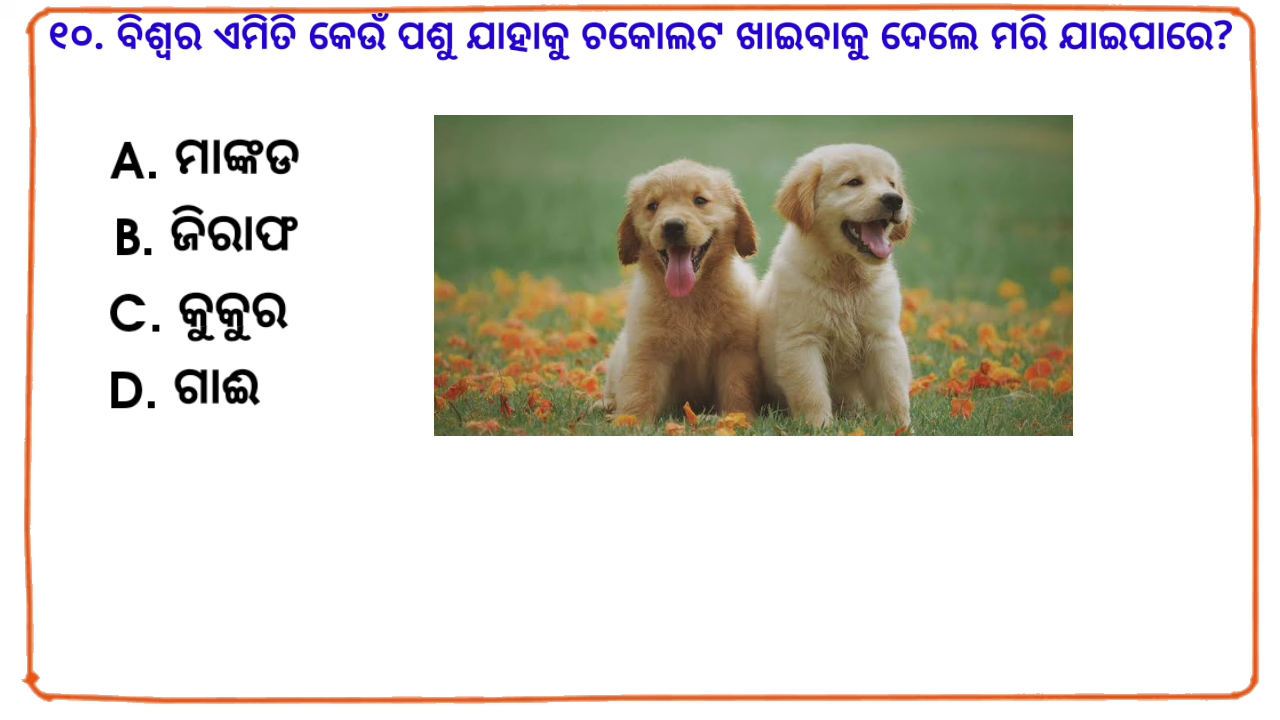 ୧୦. ବିଶ୍ୱର ଏମିତି କେଉଁ ପଶୁ ଯାହାକୁ ଚକୋଲଟ ଖାଇବାକୁ ଦେଲେ ମରି ଯାଇପାରେ?
A. ମାଙ୍କଡ
B. ଜିରାଫ
C. କୁକୁର
D. ଗାଈ